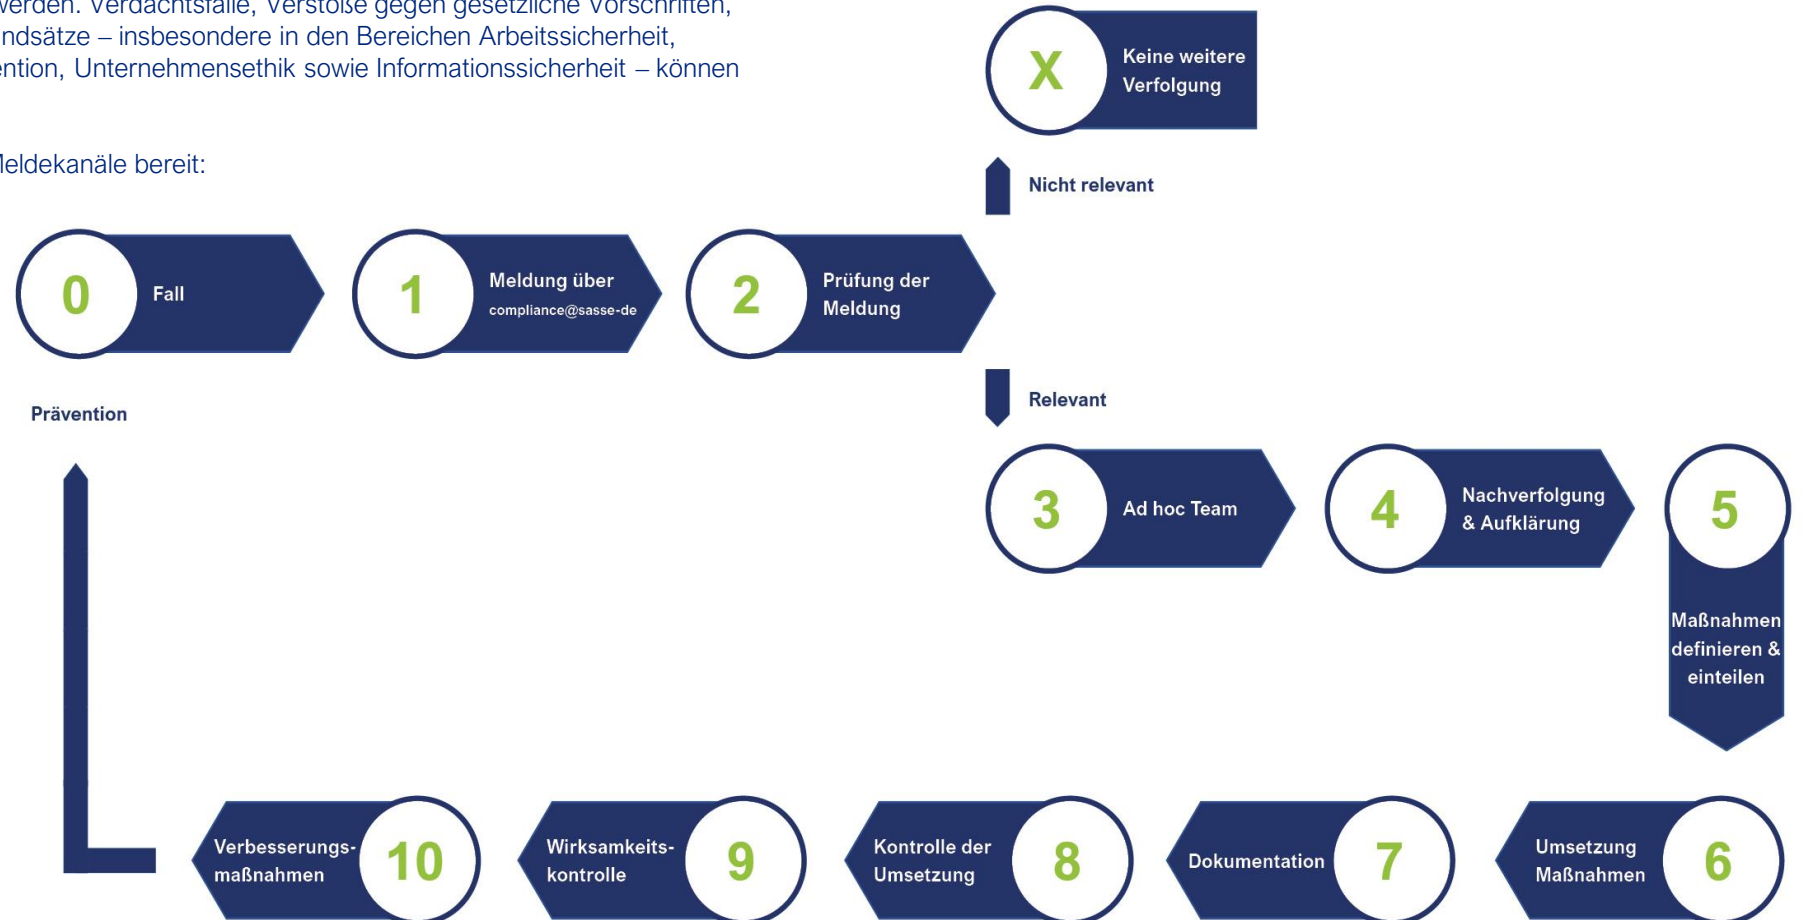 werden. Verdachtsfälle, Verstöße gegen gesetzliche Vorschriften,
ndsätze – insbesondere in den Bereichen Arbeitssicherheit,
ention, Unternehmensethik sowie Informationssicherheit – können
Meldekanäle bereit:
X
Keine weitere
Verfolgung
Nicht relevant
0
Fall
1
Meldung über
compliance@sasse-de
2
Prüfung der
Meldung
Relevant
Prävention
3
Ad hoc Team
4
Nachverfolgung
& Aufklärung
5
Maßnahmen
definieren &
einteilen
6
Umsetzung
Maßnahmen
7
Dokumentation
8
Kontrolle der
Umsetzung
9
Wirksamkeits-
kontrolle
10
Verbesserungs-
maßnahmen